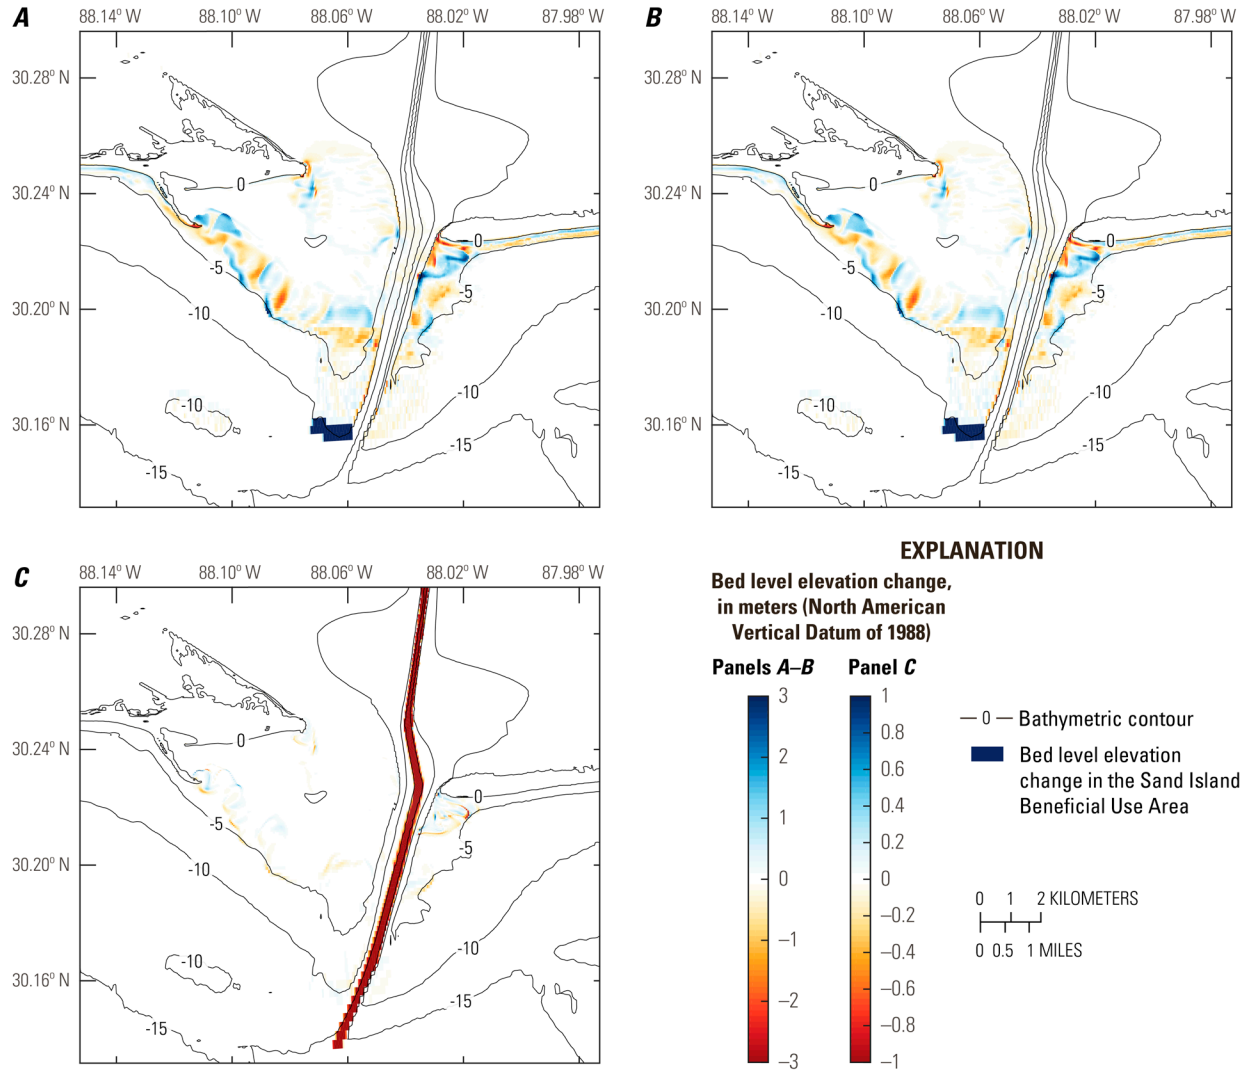 A
88.14° W
88.10° W
88.06° W
88.02° W
87.98° W
30.28° N
30.24° N
30.20° N
30.16° N
0
0
-5
-5
-10
-10
-10
-15
-15
B
88.14° W
88.10° W
88.06° W
88.02° W
87.98° W
30.28° N
30.24° N
30.20° N
30.16° N
0
0
-5
-5
-10
-10
-10
-15
-15
C
88.14° W
88.10° W
88.06° W
88.02° W
87.98° W
30.28° N
30.24° N
30.20° N
30.16° N
0
0
-5
-5
-10
-10
-10
-15
-15
EXPLANATION
Bed level elevation change,
in meters (North American
Vertical Datum of 1988)
Panels A–B
3
2
1
0
–1
–2
–3
Panel C
1
0.8
0.6
0.4
0.2
0
–0.2
–0.4
–0.6
–0.8
–1
— 0 — Bathymetric contour
Bed level elevation
change in the Sand Island
Beneficial Use Area
0 1 2 KILOMETERS
0 0.5 1 MILES